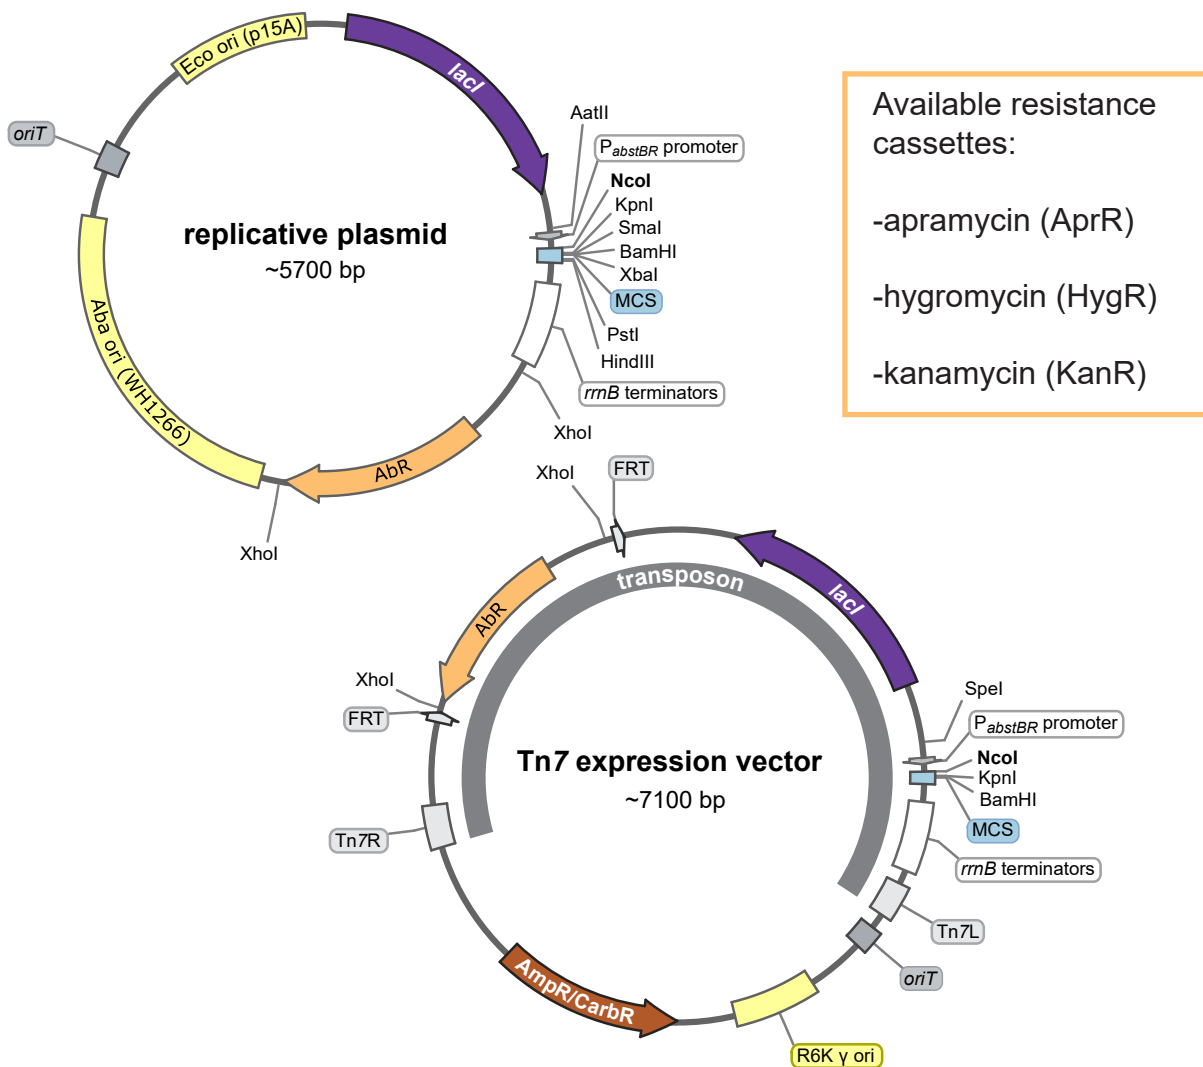 Eco ori (p15A)
lacI
oriT
AatII
PabstBR promoter
NcoI
KpnI
SmaI
BamHI
XbaI
MCS
PstI
HindIII
rrnB terminators
XhoI
replicative plasmid
~5700 bp
Aba ori (WH1266)
AbR
XhoI
Available resistance
cassettes:
-apramycin (AprR)
-hygromycin (HygR)
-kanamycin (KanR)
XhoI
FRT
transposon
lacI
AbR
XhoI
FRT
SpeI
PabstBR promoter
NcoI
KpnI
BamHI
MCS
Tn7 expression vector
~7100 bp
Tn7R
rrnB terminators
Tn7L
oriT
AmpR/CarbR
R6K γ ori